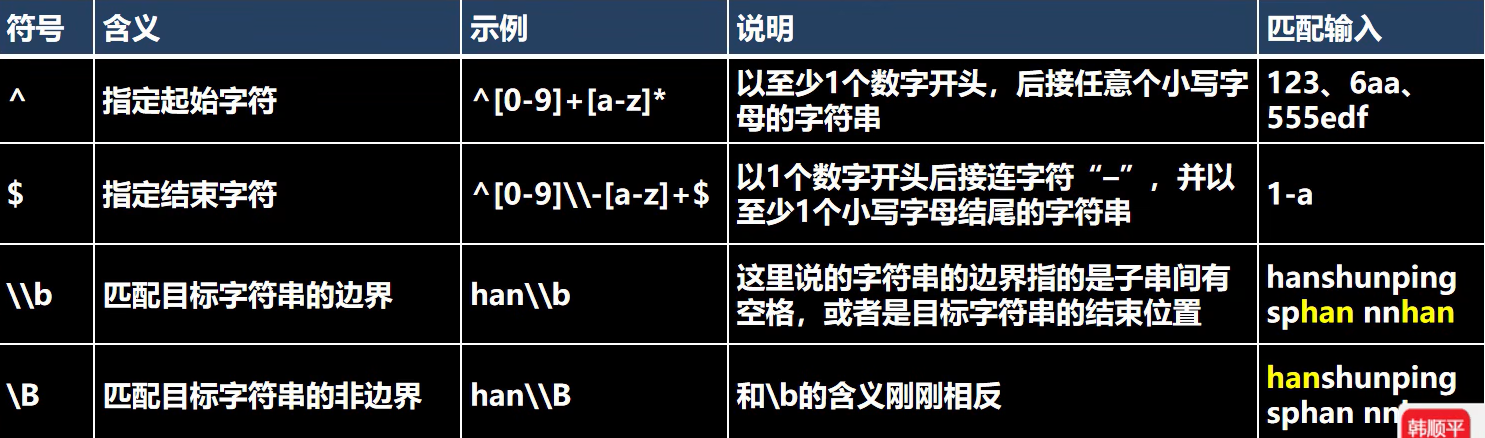 符号 含义 示例 说明 匹配输入
^ 指定起始字符 ^[0-9]+[a-z]* 以至少1个数字开头，后接任意个小写字
母的字符串 123、6aa、
555edf
$ 指定结束字符 ^[0-9]\\-[a-z]+$ 以1个数字开头后接连字符“–”，并以
至少1个小写字母结尾的字符串 1-a
\\b 匹配目标字符串的边界 han\\b 这里说的字符串的边界指的是子串间有
空格，或者是目标字符串的结束位置 hanshunping
sphan nnhan
\B 匹配目标字符串的非边界 han\\B 和\b的含义刚刚相反 hanshunping
sphan
韩顺平